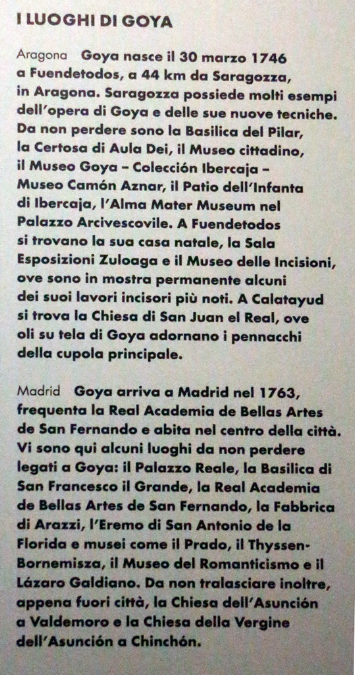 I LUOGHI DI GOYA
Aragona Goya nasce il 30 marzo 1746
a Fuendetodos, a 44 km da Saragozza,
in Aragona. Saragozza possiede molti esempi
dell'opera di Goya e delle sue nuove tecniche.
Da non perdere sono la Basilica del Pilar,
la Certosa di Aula Dei, il Museo cittadino,
il Museo Goya – Colección Ibercaja –
Museo Camón Aznar, il Patio dell'Infanta
di Ibercaja, l'Alma Mater Museum nel
Palazzo Arcivescovile. A Fuendetodos
si trovano la sua casa natale, la Sala
Esposizioni Zuloaga e il Museo delle Incisioni,
ove sono in mostra permanente alcuni
dei suoi lavori incisori più noti. A Calatayud
si trova la Chiesa di San Juan el Real, ove
oli su tela di Goya adornano i pennacchi
della cupola principale.
Madrid Goya arriva a Madrid nel 1763,
frequenta la Real Academia de Bellas Artes
de San Fernando e abita nel centro della città.
Vi sono qui alcuni luoghi da non perdere
legati a Goya: il Palazzo Reale, la Basilica di
San Francesco il Grande, la Real Academia
de Bellas Artes de San Fernando, la Fabbrica
di Arazzi, l'Eremo di San Antonio de la
Florida e musei come il Prado, il Thyssen-
Bornemisza, il Museo del Romanticismo e il
Lázaro Galdiano. Da non tralasciare inoltre,
appena fuori città, la Chiesa dell'Asunción
a Valdemoro e la Chiesa della Vergine
dell'Asunción a Chinchón.